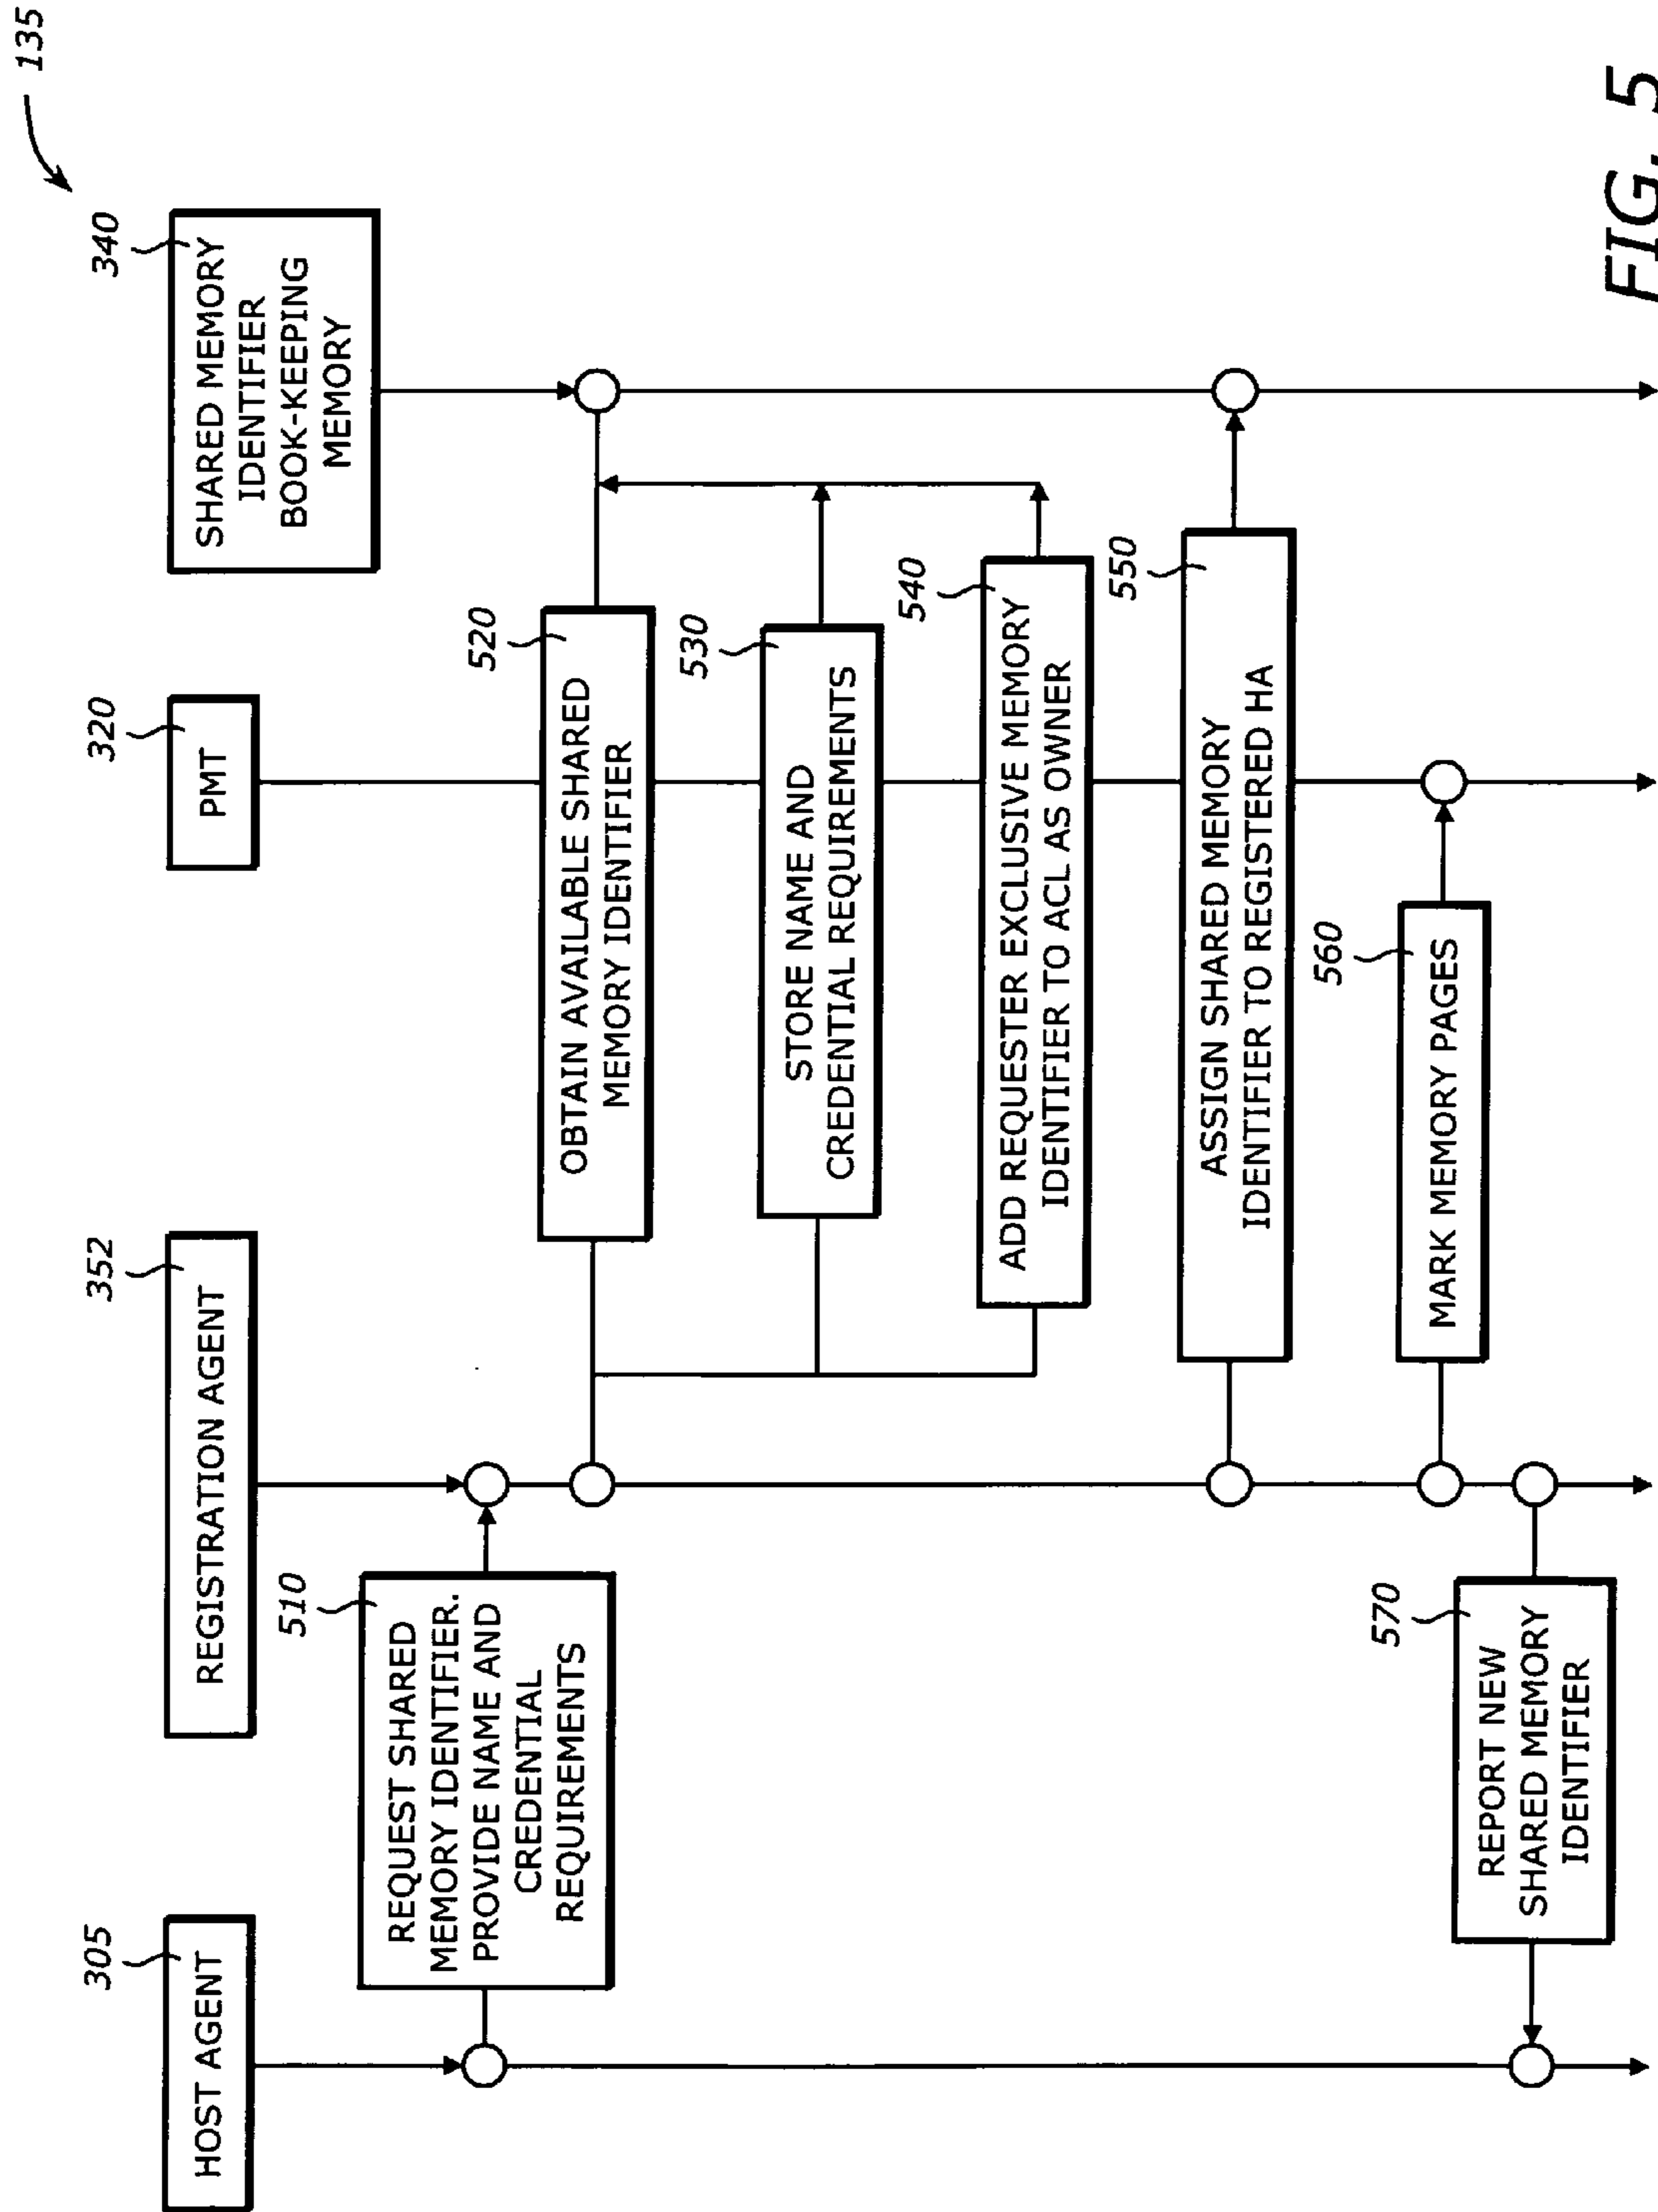 135
305
HOST AGENT
352
REGISTRATION AGENT
320
PMT
340
SHARED MEMORY
IDENTIFIER
BOOK-KEEPING
MEMORY
510
REQUEST SHARED
MEMORY IDENTIFIER.
PROVIDE NAME AND
CREDENTIAL
REQUIREMENTS
520
OBTAIN AVAILABLE SHARED
MEMORY IDENTIFIER
530
STORE NAME AND
CREDENTIAL REQUIREMENTS
540
ADD REQUESTER EXCLUSIVE MEMORY
IDENTIFIER TO ACL AS OWNER
550
ASSIGN SHARED MEMORY
IDENTIFIER TO REGISTERED HA
560
MARK MEMORY PAGES
570
REPORT NEW
SHARED MEMORY
IDENTIFIER
FIG. 5